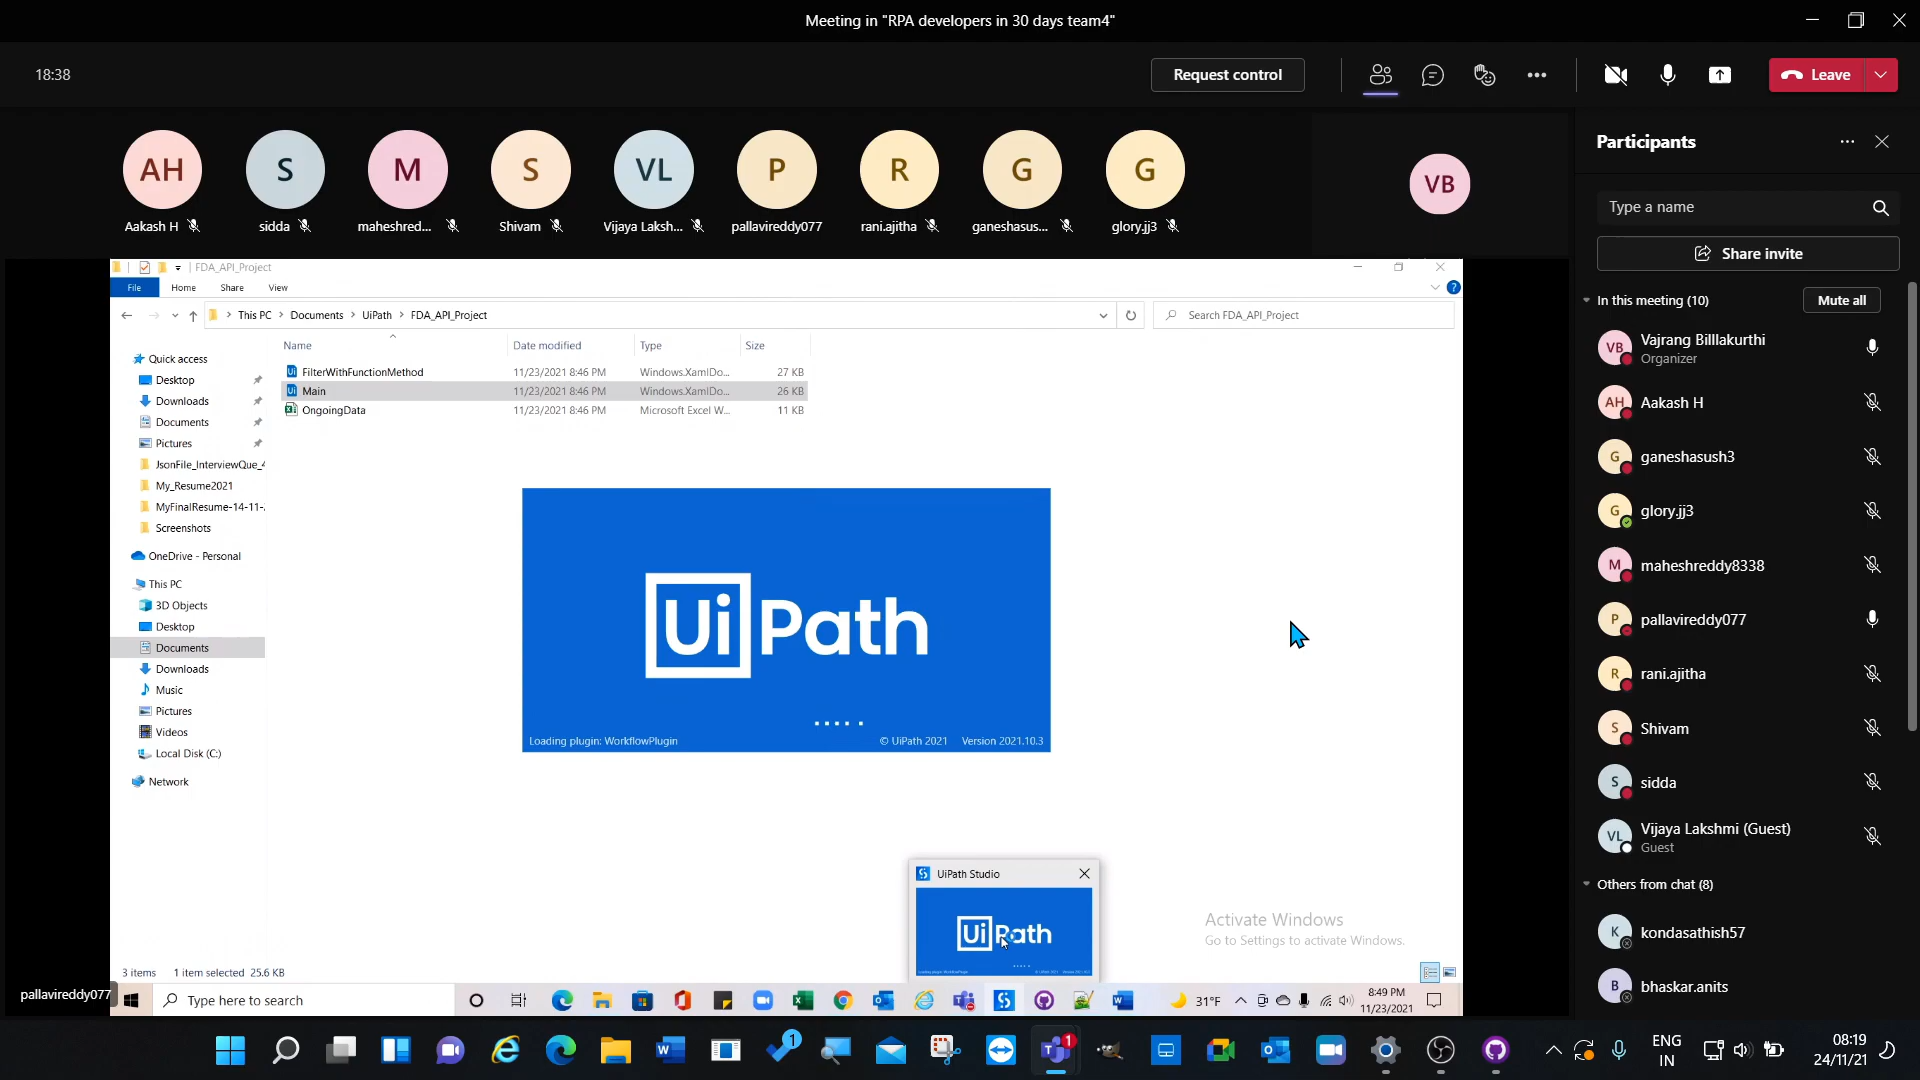 Meeting in "RPA developers in 30 days team4"
18:38
Request control
Leave
AH
S
M
S
VL
P
R
G
G
VB
Aakash H
sidda
maheshred...
Shivam
Vijaya Laksh...
pallavireddy077
rani.ajitha
ganeshasus...
glory.jj3
Participants
Type a name
Share invite
In this meeting (10)
Mute all
VB
Vajrang Billlakurthi
Organizer
AH
Aakash H
G
ganeshasush3
G
glory.jj3
M
maheshreddy8338
P
pallavireddy077
R
rani.ajitha
S
Shivam
S
sidda
VL
Vijaya Lakshmi (Guest)
Guest
Others from chat (8)
K
kondasathish57
B
bhaskar.anits
FDA_API_Project
File
Home
Share
View
This PC
Documents
UiPath
FDA_API_Project
Search FDA_API_Project
Name
Date modified
Type
Size
FilterWithFunctionMethod
11/23/2021 8:46 PM
Windows.XamlDo...
27 KB
Main
11/23/2021 8:46 PM
Windows.XamlDo...
26 KB
OngoingData
11/23/2021 8:46 PM
Microsoft Excel W...
11 KB
Quick access
Desktop
Downloads
Documents
Pictures
JsonFile_InterviewQue_4
My_Resume2021
MyFinalResume-14-11-2
Screenshots
OneDrive - Personal
This PC
3D Objects
Desktop
Documents
Downloads
Music
Pictures
Videos
Local Disk (C:)
Network
UiPath
Loading plugin: WorkflowPlugin
© UiPath 2021
Version 2021.10.3
UiPath Studio
UiPath
Activate Windows
Go to Settings to activate Windows.
3 items
1 item selected 25.6 KB
pallavireddy077
Type here to search
31°F
8:49 PM
11/23/2021
1
1
ENG
IN
08:19
24/11/21